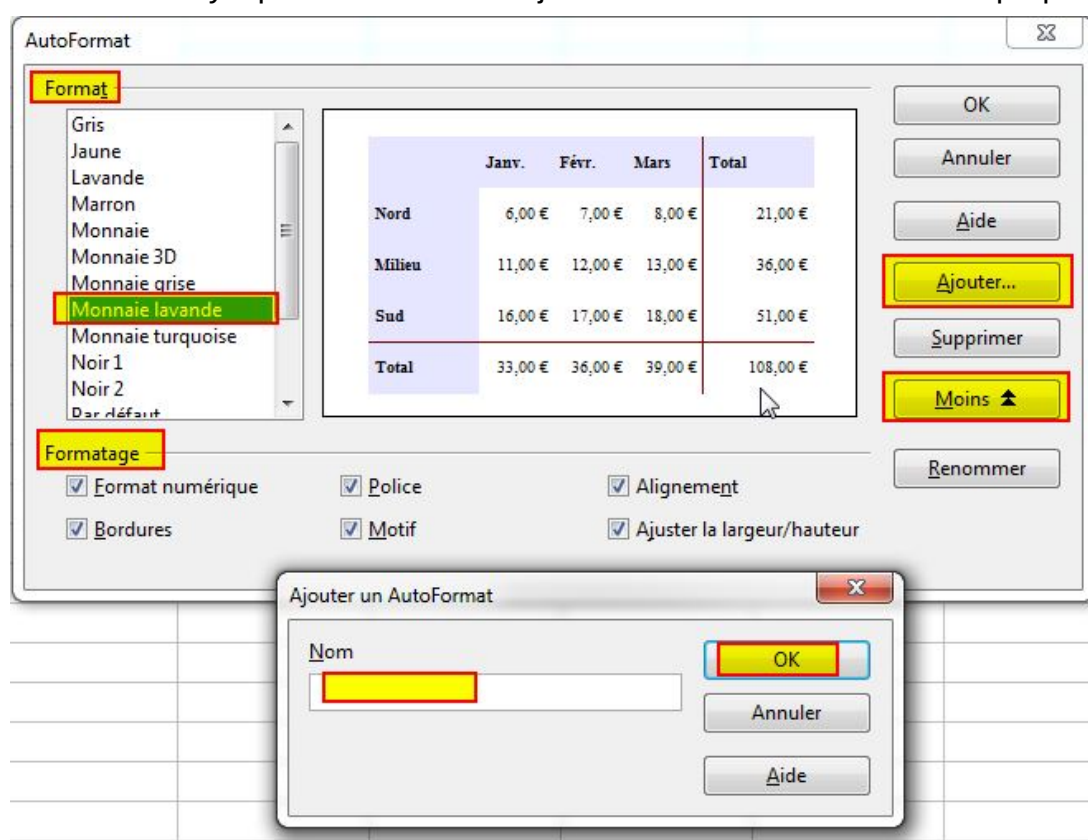 AutoFormat
Format
Gris
Jaune
Lavande
Marron
Monnaie
Monnaie 3D
Monnaie grise
Monnaie lavande
Monnaie turquoise
Noir 1
Noir 2
Par défaut
Janv. Févr. Mars Total
Nord 6,00 € 7,00 € 8,00 € 21,00 €
Milieu 11,00 € 12,00 € 13,00 € 36,00 €
Sud 16,00 € 17,00 € 18,00 € 51,00 €
Total 33,00 € 36,00 € 39,00 € 108,00 €
OK
Annuler
Aide
Ajouter...
Supprimer
Moins
Renommer
Formatage
Format numérique Police Alignement
Bordures Motif Ajuster la largeur/hauteur
Ajouter un AutoFormat
Nom
OK
Annuler
Aide